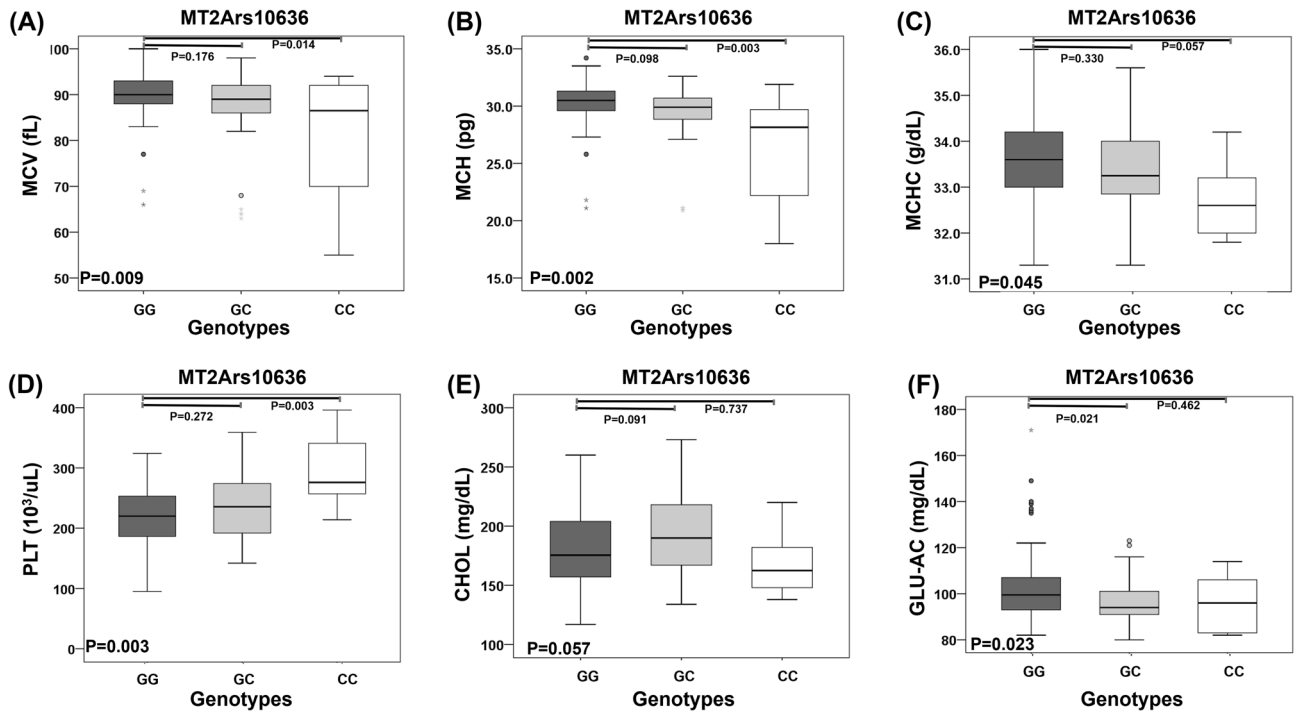 (A)
MT2Ars10636
P=0.014
P=0.176
MCV (fL)
100
90
80
70
60
50
P=0.009
GG GC CC
Genotypes
(B)
MT2Ars10636
P=0.003
P=0.098
MCH (pg)
35.0
30.0
25.0
20.0
15.0
P=0.002
GG GC CC
Genotypes
(C)
MT2Ars10636
P=0.057
P=0.330
MCHC (g/dL)
36.0
35.0
34.0
33.0
32.0
31.0
P=0.045
GG GC CC
Genotypes
(D)
MT2Ars10636
P=0.003
P=0.272
PLT (10³/uL)
400
300
200
100
0
P=0.003
GG GC CC
Genotypes
(E)
MT2Ars10636
P=0.737
P=0.091
CHOL (mg/dL)
300
250
200
150
100
P=0.057
GG GC CC
Genotypes
(F)
MT2Ars10636
P=0.462
P=0.021
GLU-AC (mg/dL)
180
160
140
120
100
80
P=0.023
GG GC CC
Genotypes